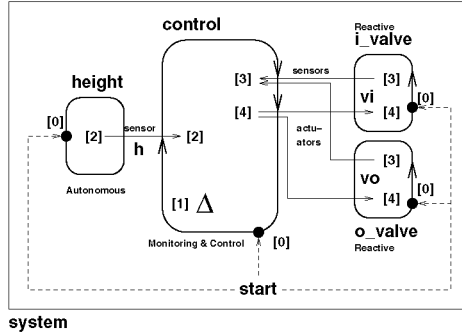 control
Reactive
i_valve
height
[0]
[2]
sensor
h
[2]
Autonomous
[3]
[4]
sensors
actu-
ators
[3]
vi
[4]
[0]
[3]
vo
[4]
[0]
o_valve
Reactive
[1] Δ
Monitoring & Control
[0]
start
system